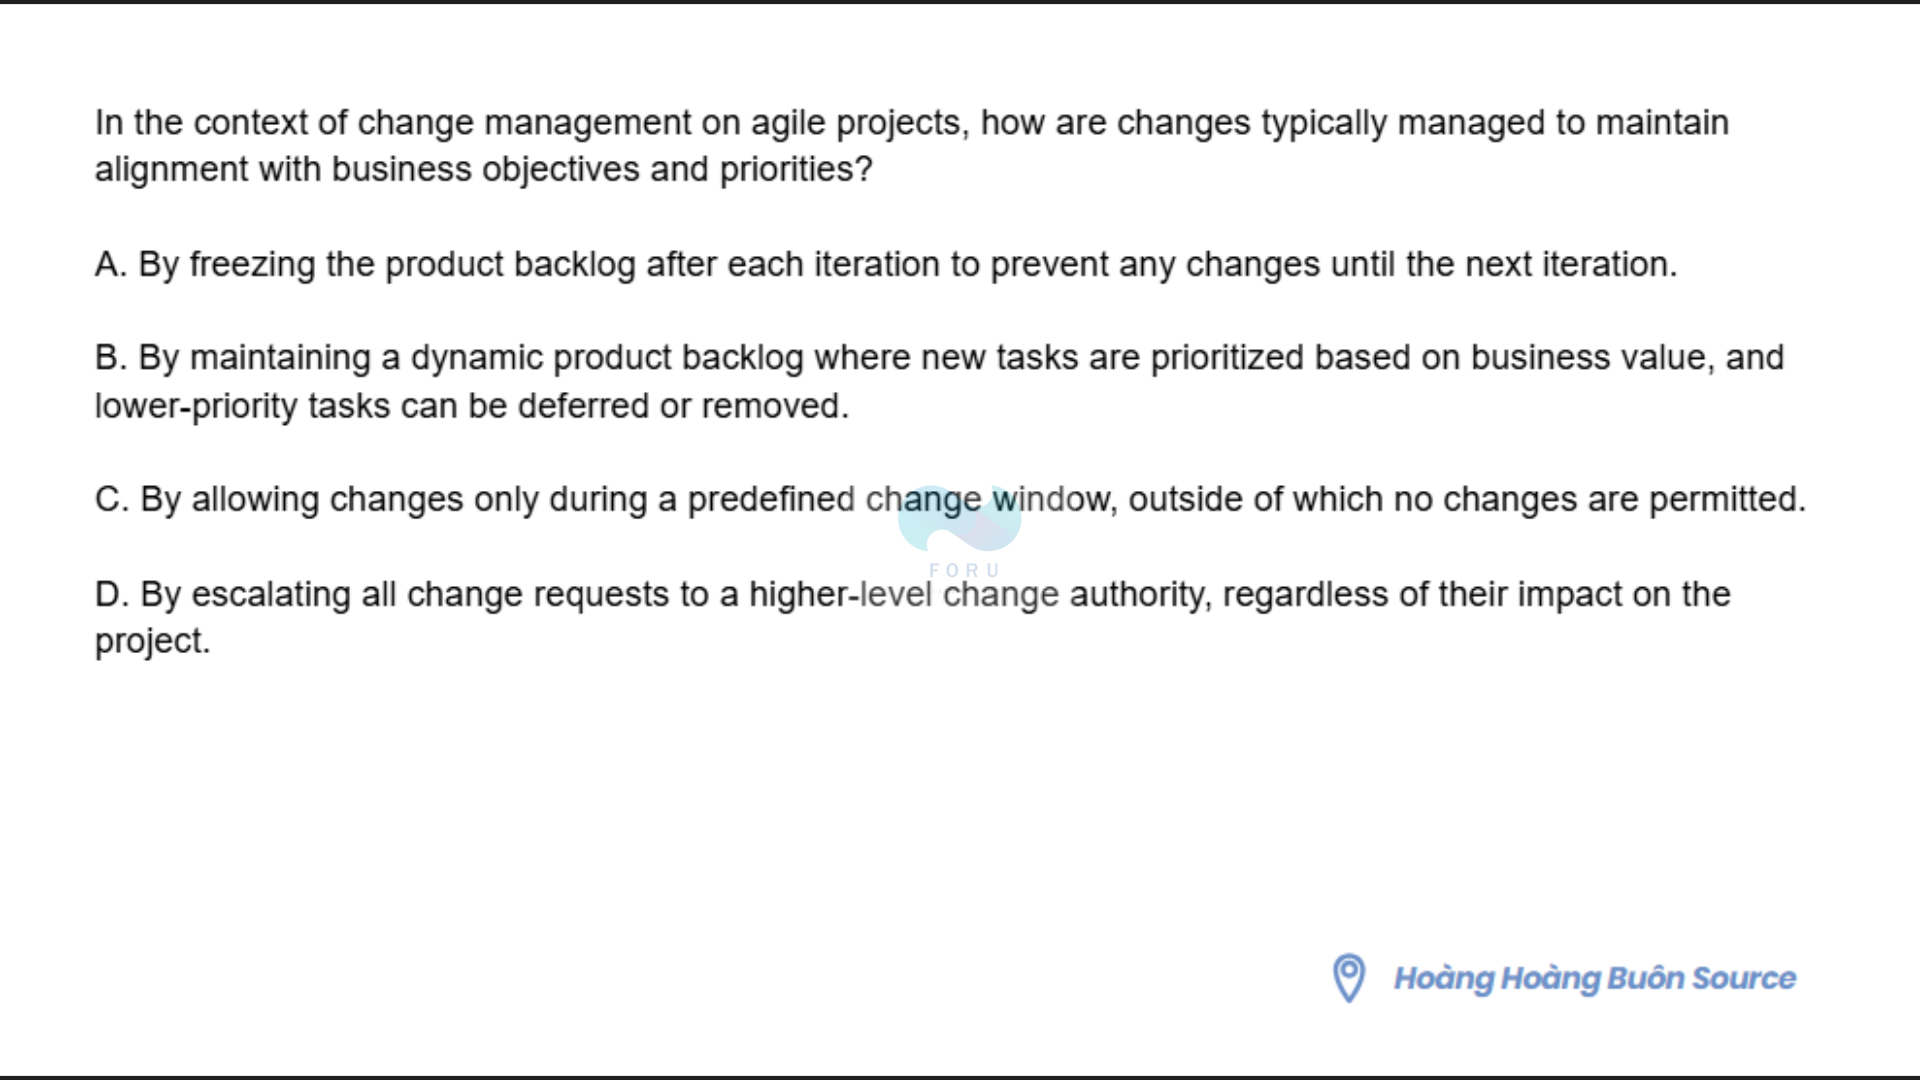 In the context of change management on agile projects, how are changes typically managed to maintain
alignment with business objectives and priorities?
A. By freezing the product backlog after each iteration to prevent any changes until the next iteration.
B. By maintaining a dynamic product backlog where new tasks are prioritized based on business value, and
lower-priority tasks can be deferred or removed.
C. By allowing changes only during a predefined change window, outside of which no changes are permitted.
FORU
D. By escalating all change requests to a higher-level change authority, regardless of their impact on the
project.
Hoàng Hoàng Buôn Source